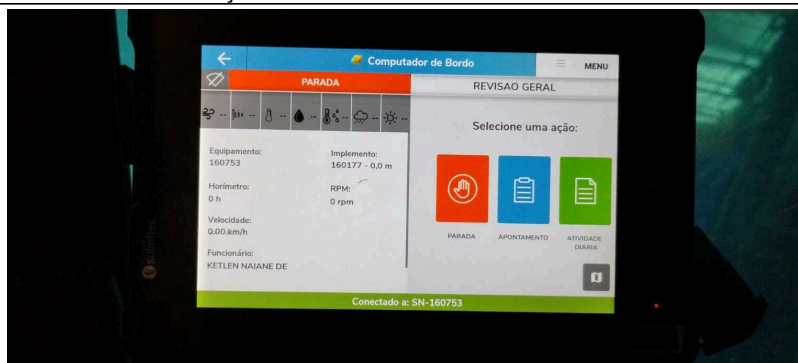 Computador de Bordo
MENU
PARADA
REVISAO GERAL
-- -- -- -- -- -- --
Selecione uma ação:
Equipamento:
160753
Implemento:
160177 - 0,0 m
Horímetro:
0 h
RPM:
0 rpm
Velocidade:
0,00 km/h
Funcionário:
KETLEN NAIANE DE
PARADA
APONTAMENTO
ATIVIDADE
DIÁRIA
Conectado a: SN-160753
solinftec